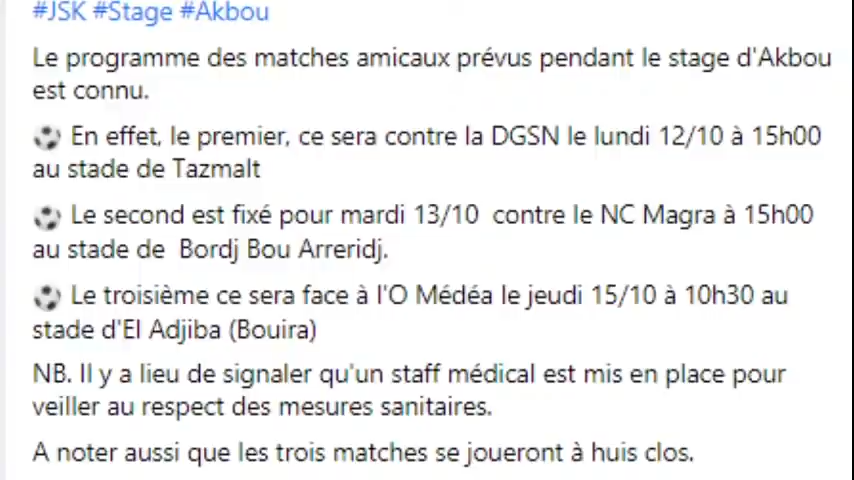 #JSK #Stage #Akbou
Le programme des matches amicaux prévus pendant le stage d'Akbou
est connu.
⚽ En effet, le premier, ce sera contre la DGSN le lundi 12/10 à 15h00
au stade de Tazmalt
⚽ Le second est fixé pour mardi 13/10 contre le NC Magra à 15h00
au stade de Bordj Bou Arreridj.
⚽ Le troisième ce sera face à l'O Médéa le jeudi 15/10 à 10h30 au
stade d'El Adjiba (Bouira)
NB. Il y a lieu de signaler qu'un staff médical est mis en place pour
veiller au respect des mesures sanitaires.
A noter aussi que les trois matches se joueront à huis clos.